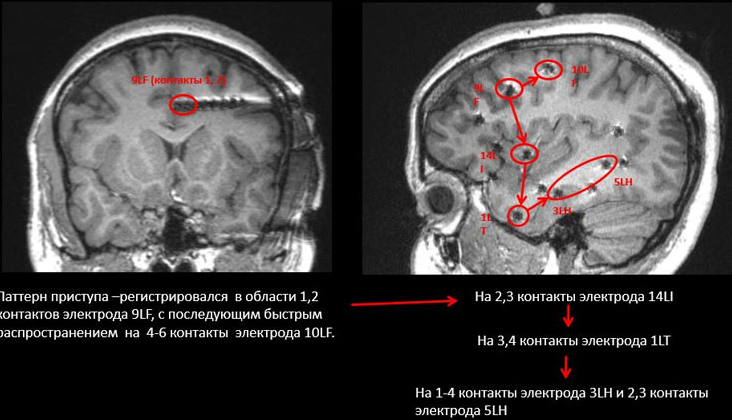 9LF (контакты 1, 2)
10L
F
9L
F
14L
I
5LH
3LH
1L
T
Паттерн приступа –регистрировался в области 1,2
контактов электрода 9LF, с последующим быстрым
распространением на 4-6 контакты электрода 10LF.
На 2,3 контакты электрода 14LI
На 3,4 контакты электрода 1LT
На 1-4 контакты электрода 3LH и 2,3 контакты
электрода 5LH